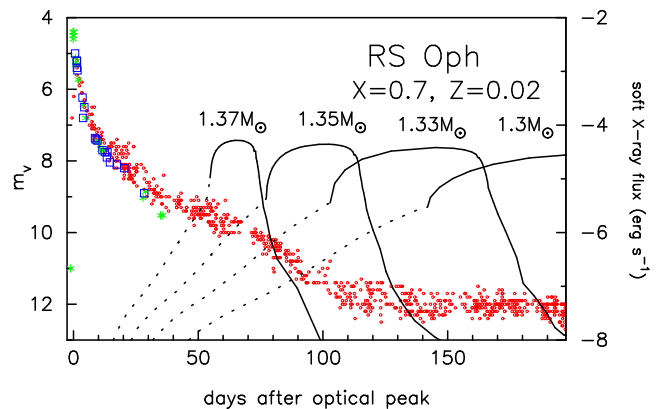 4
6
8
10
12
m_v
-2
-4
-6
-8
soft X-ray flux (erg s⁻¹)
RS Oph
X=0.7, Z=0.02
1.37M⊙
1.35M⊙
1.33M⊙
1.3M⊙
0
50
100
150
days after optical peak